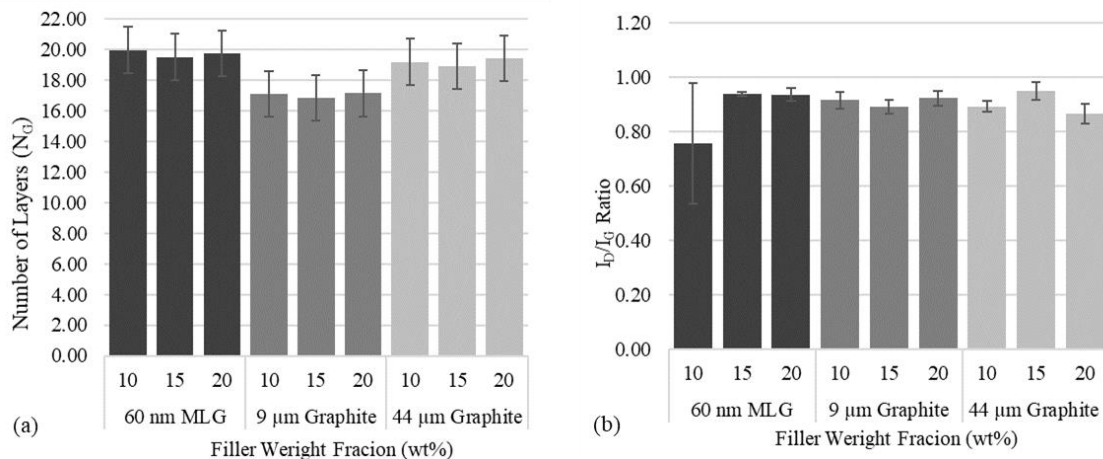 22.00
20.00
18.00
16.00
14.00
12.00
10.00
8.00
6.00
4.00
2.00
0.00
Number of Layers (NG)
10 15 20 10 15 20 10 15 20
60 nm MLG 9 µm Graphite 44 µm Graphite
(a)
Filler Weright Fracion (wt%)
1.20
1.00
0.80
0.60
0.40
0.20
0.00
ID/IG Ratio
10 15 20 10 15 20 10 15 20
60 nm MLG 9 µm Graphite 44 µm Graphite
(b)
Filler Weright Fracion (wt%)